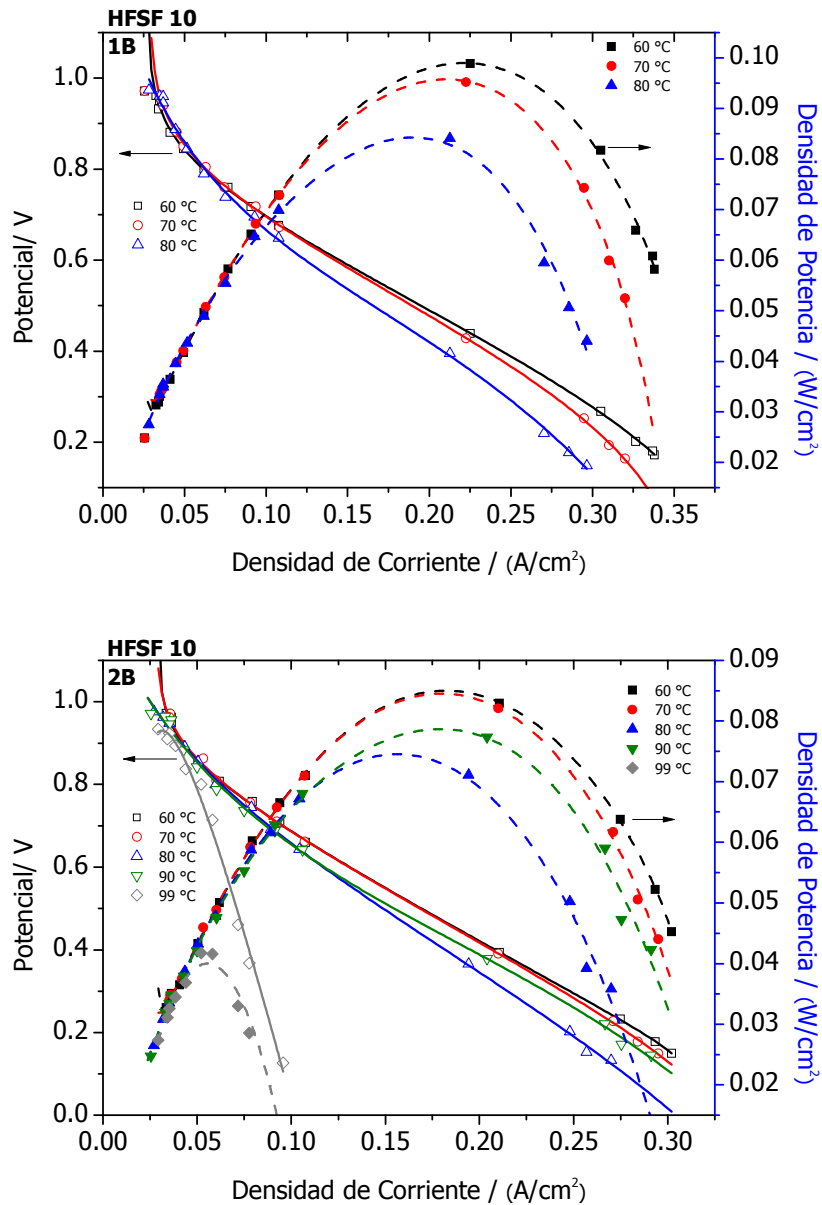 HFSF 10
1B
60 °C
70 °C
80 °C
60 °C
70 °C
80 °C
1.0
0.8
0.6
0.4
0.2
Potencial/ V
0.10
0.09
0.08
0.07
0.06
0.05
0.04
0.03
0.02
Densidad de Potencia / (W/cm²)
0.00 0.05 0.10 0.15 0.20 0.25 0.30 0.35
Densidad de Corriente / (A/cm²)
HFSF 10
2B
60 °C
70 °C
80 °C
90 °C
99 °C
60 °C
70 °C
80 °C
90 °C
99 °C
1.0
0.8
0.6
0.4
0.2
0.0
Potencial/ V
0.09
0.08
0.07
0.06
0.05
0.04
0.03
0.02
Densidad de Potencia / (W/cm²)
0.00 0.05 0.10 0.15 0.20 0.25 0.30
Densidad de Corriente / (A/cm²)